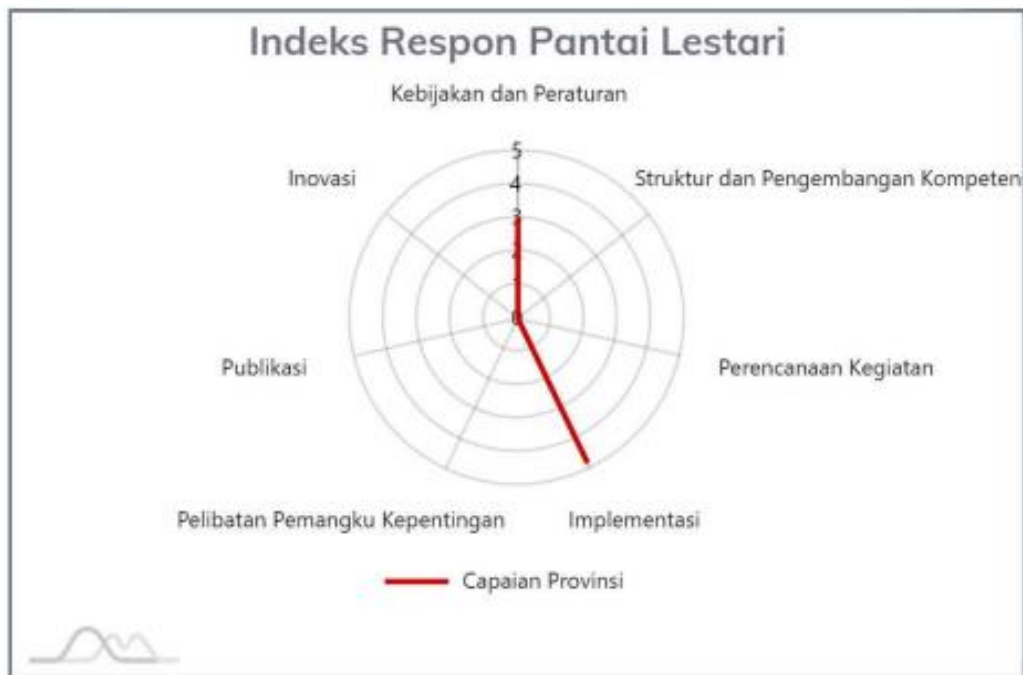 Indeks Respon Pantai Lestari
Kebijakan dan Peraturan
Inovasi
Struktur dan Pengembangan Kompeten
Publikasi
Perencanaan Kegiatan
Pelibatan Pemangku Kepentingan
Implementasi
5
4
3
0
Capaian Provinsi